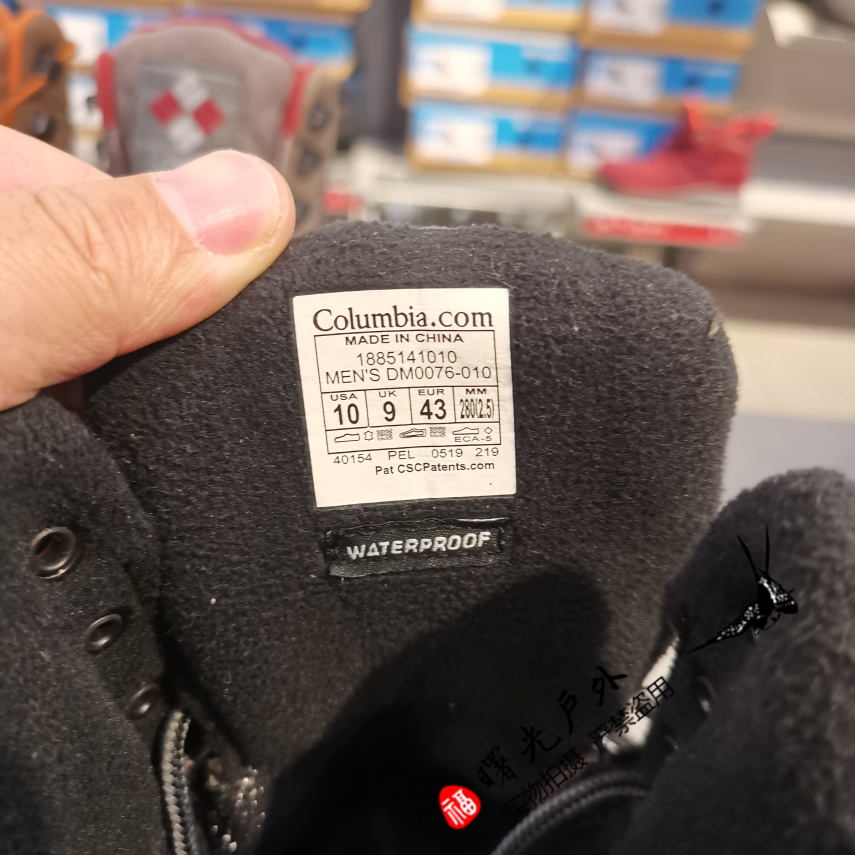 Columbia.com
MADE IN CHINA
1885141010
MEN'S DM0076-010
USA UK EUR MM
10 9 43 280(2.5)
ECA-5
40154 PEL 0519 219
Pat CSCPatents.com
WATERPROOF
曙光户外
实物拍摄 严禁盗用
福